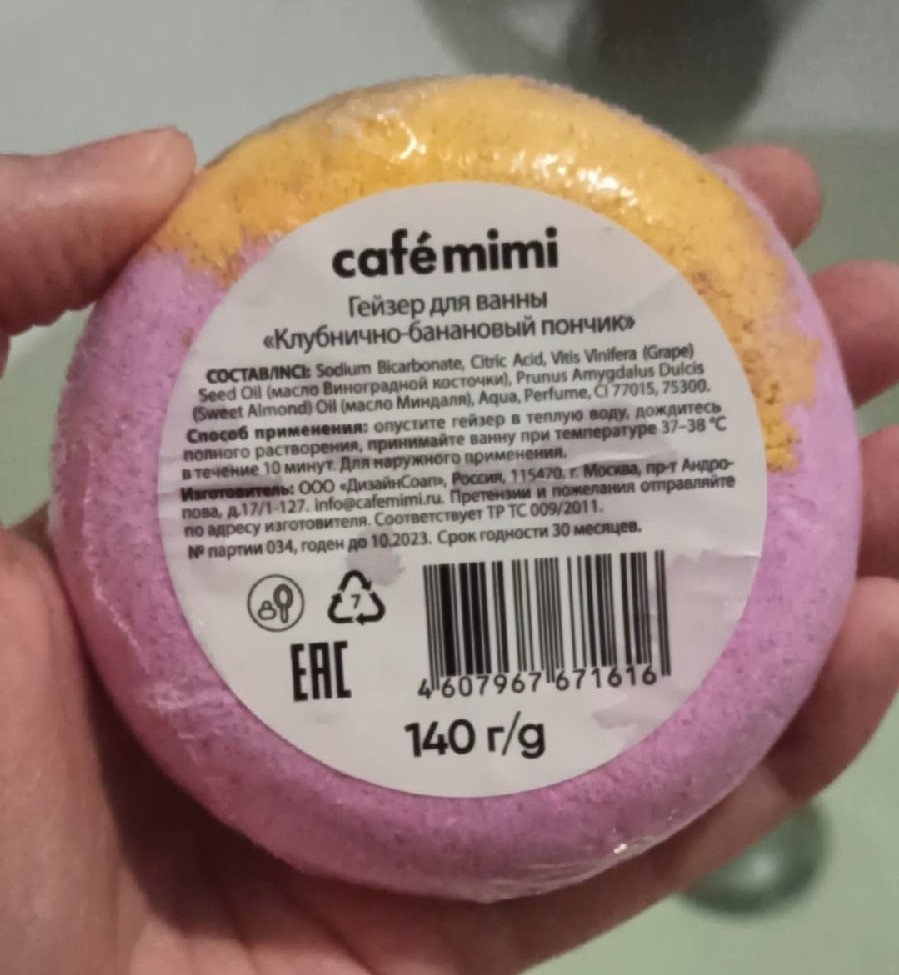 cafémimi
Гейзер для ванны
«Клубнично-банановый пончик»
СОСТАВ/INCI: Sodium Bicarbonate, Citric Acid, Vitis Vinifera (Grape)
Seed Oil (масло Виноградной косточки), Prunus Amygdalus Dulcis
(Sweet Almond) Oil (масло Миндаля), Aqua, Perfume, CI 77015, 75300.
Способ применения: опустите гейзер в теплую воду, дождитесь
полного растворения, принимайте ванну при температуре 37–38 °C
в течение 10 минут. Для наружного применения.
Изготовитель: ООО «ДизайнСоап», Россия, 115470, г. Москва, пр-т Андро-
пова, д.17/1-127. info@cafemimi.ru. Претензии и пожелания отправляйте
по адресу изготовителя. Соответствует ТР ТС 009/2011.
№ партии 034, годен до 10.2023. Срок годности 30 месяцев.
7
EAC
4 607967 671616
140 г/g